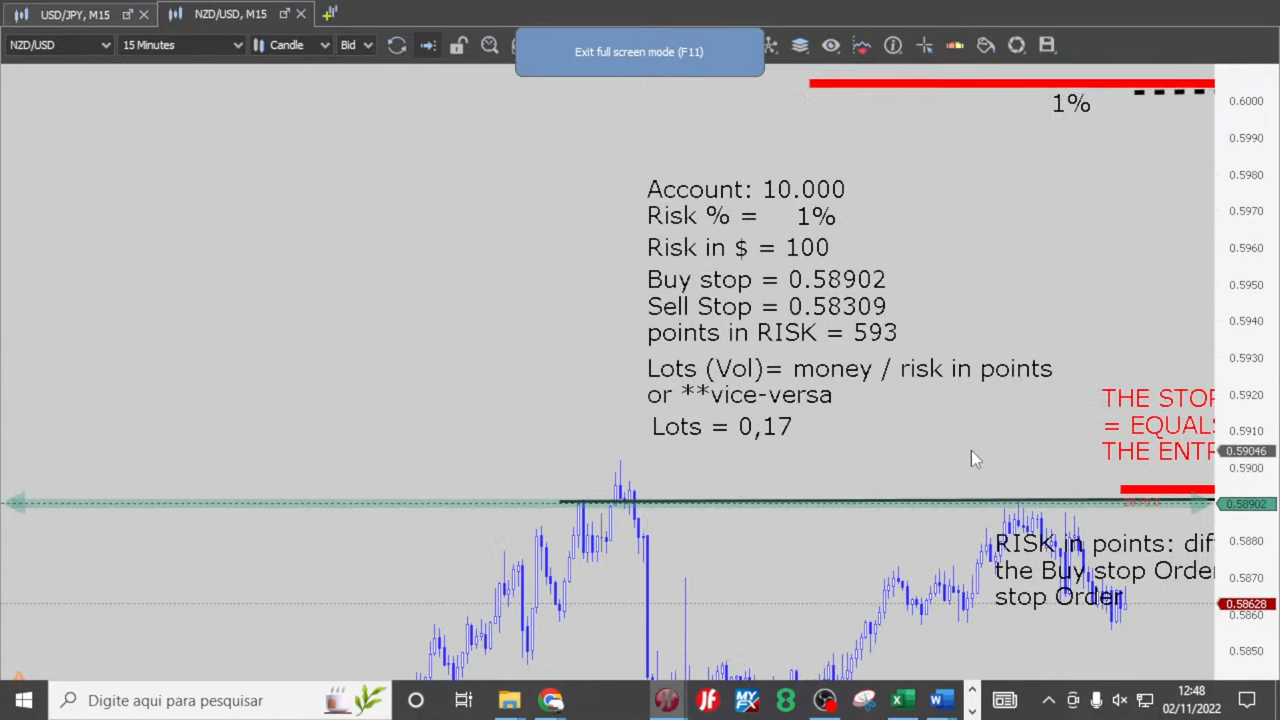 USD/JPY, M15
NZD/USD, M15
NZD/USD
15 Minutes
Candle
Bid
Exit full screen mode (F11)
1%
0.6000
0.5990
Account: 10.000
0.5980
Risk % = 1%
0.5970
Risk in $ = 100
0.5960
Buy stop = 0.58902
0.5950
Sell Stop = 0.58309
0.5940
points in RISK = 593
0.5930
Lots (Vol)= money / risk in points
or **vice-versa
0.5920
THE STOP
Lots = 0,17
= EQUALS
0.5910
THE ENTR
0.59046
0.5900
0.58902
RISK in points: dif
0.5880
the Buy stop Orde
0.5870
stop Order
0.58628
0.5860
0.5850
Digite aqui para pesquisar
12:48
02/11/2022